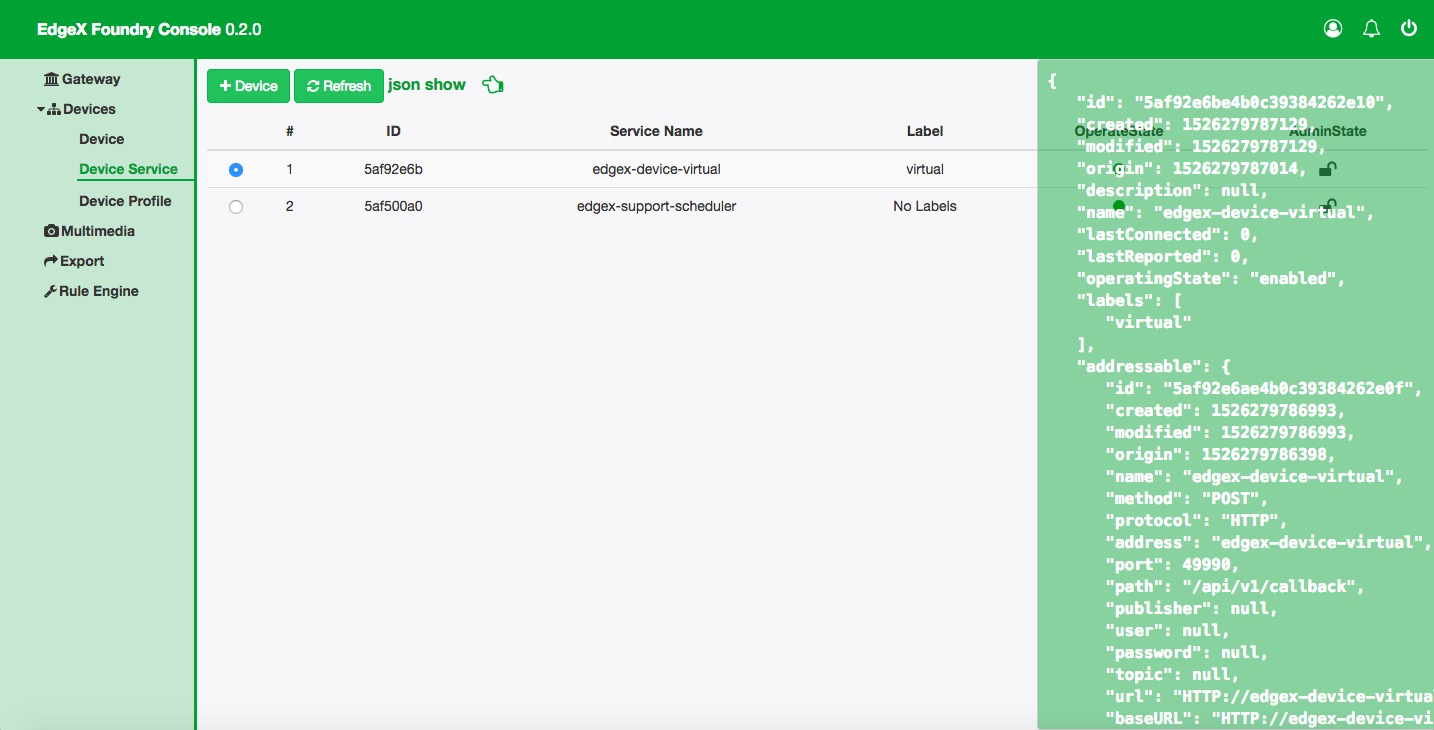 EdgeX Foundry Console 0.2.0
Gateway
Devices
Device
Device Service
Device Profile
Multimedia
Export
Rule Engine
+ Device
Refresh
json show
# ID Service Name Label OperateState AdminState
1 5af92e6b edgex-device-virtual virtual
2 5af500a0 edgex-support-scheduler No Labels
{
"id": "5af92e6be4b0c39384262e10",
"created": 1526279787129,
"modified": 1526279787129,
"origin": 1526279787014,
"description": null,
"name": "edgex-device-virtual",
"lastConnected": 0,
"lastReported": 0,
"operatingState": "enabled",
"labels": [
"virtual"
],
"addressable": {
"id": "5af92e6ae4b0c39384262e0f",
"created": 1526279786993,
"modified": 1526279786993,
"origin": 1526279786398,
"name": "edgex-device-virtual",
"method": "POST",
"protocol": "HTTP",
"address": "edgex-device-virtual",
"port": 49990,
"path": "/api/v1/callback",
"publisher": null,
"user": null,
"password": null,
"topic": null,
"url": "HTTP://edgex-device-virtua
"baseURL": "HTTP://edgex-device-vi